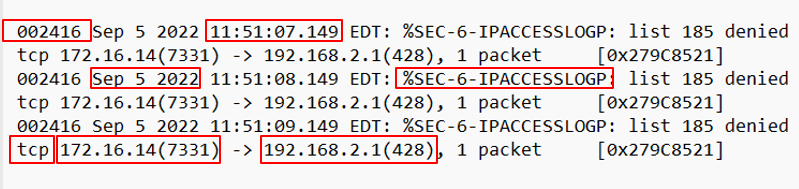 002416 Sep 5 2022 11:51:07.149 EDT: %SEC-6-IPACCESSLOGP: list 185 denied
tcp 172.16.14(7331) -> 192.168.2.1(428), 1 packet [0x279C8521]
002416 Sep 5 2022 11:51:08.149 EDT: %SEC-6-IPACCESSLOGP: list 185 denied
tcp 172.16.14(7331) -> 192.168.2.1(428), 1 packet [0x279C8521]
002416 Sep 5 2022 11:51:09.149 EDT: %SEC-6-IPACCESSLOGP: list 185 denied
tcp 172.16.14(7331) -> 192.168.2.1(428), 1 packet [0x279C8521]